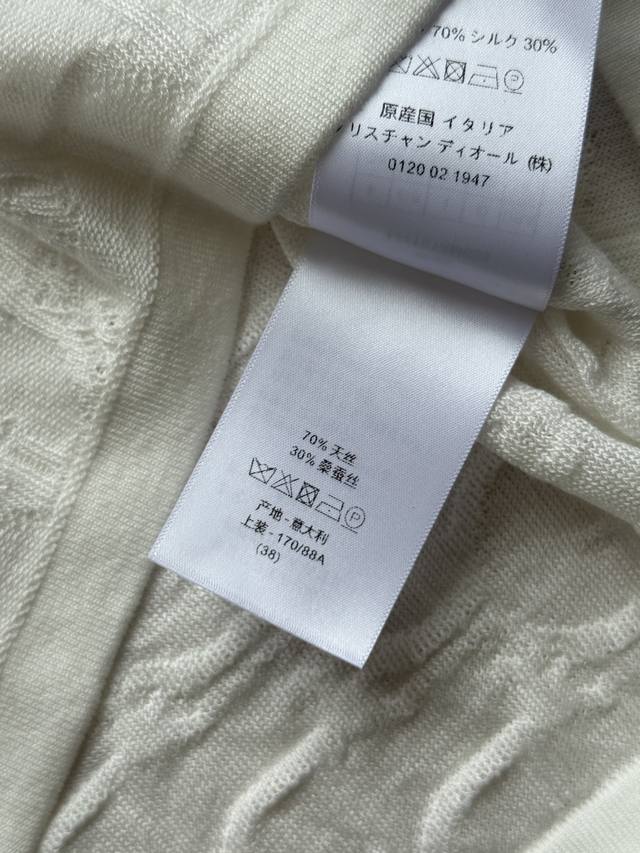 70% シルク 30%
原産国 イタリア
リスチャン ディオール (株)
0120 02 1947
70% 天丝
30% 桑蚕丝
P
产地 - 意大利
上装 - 170/88A
(38)